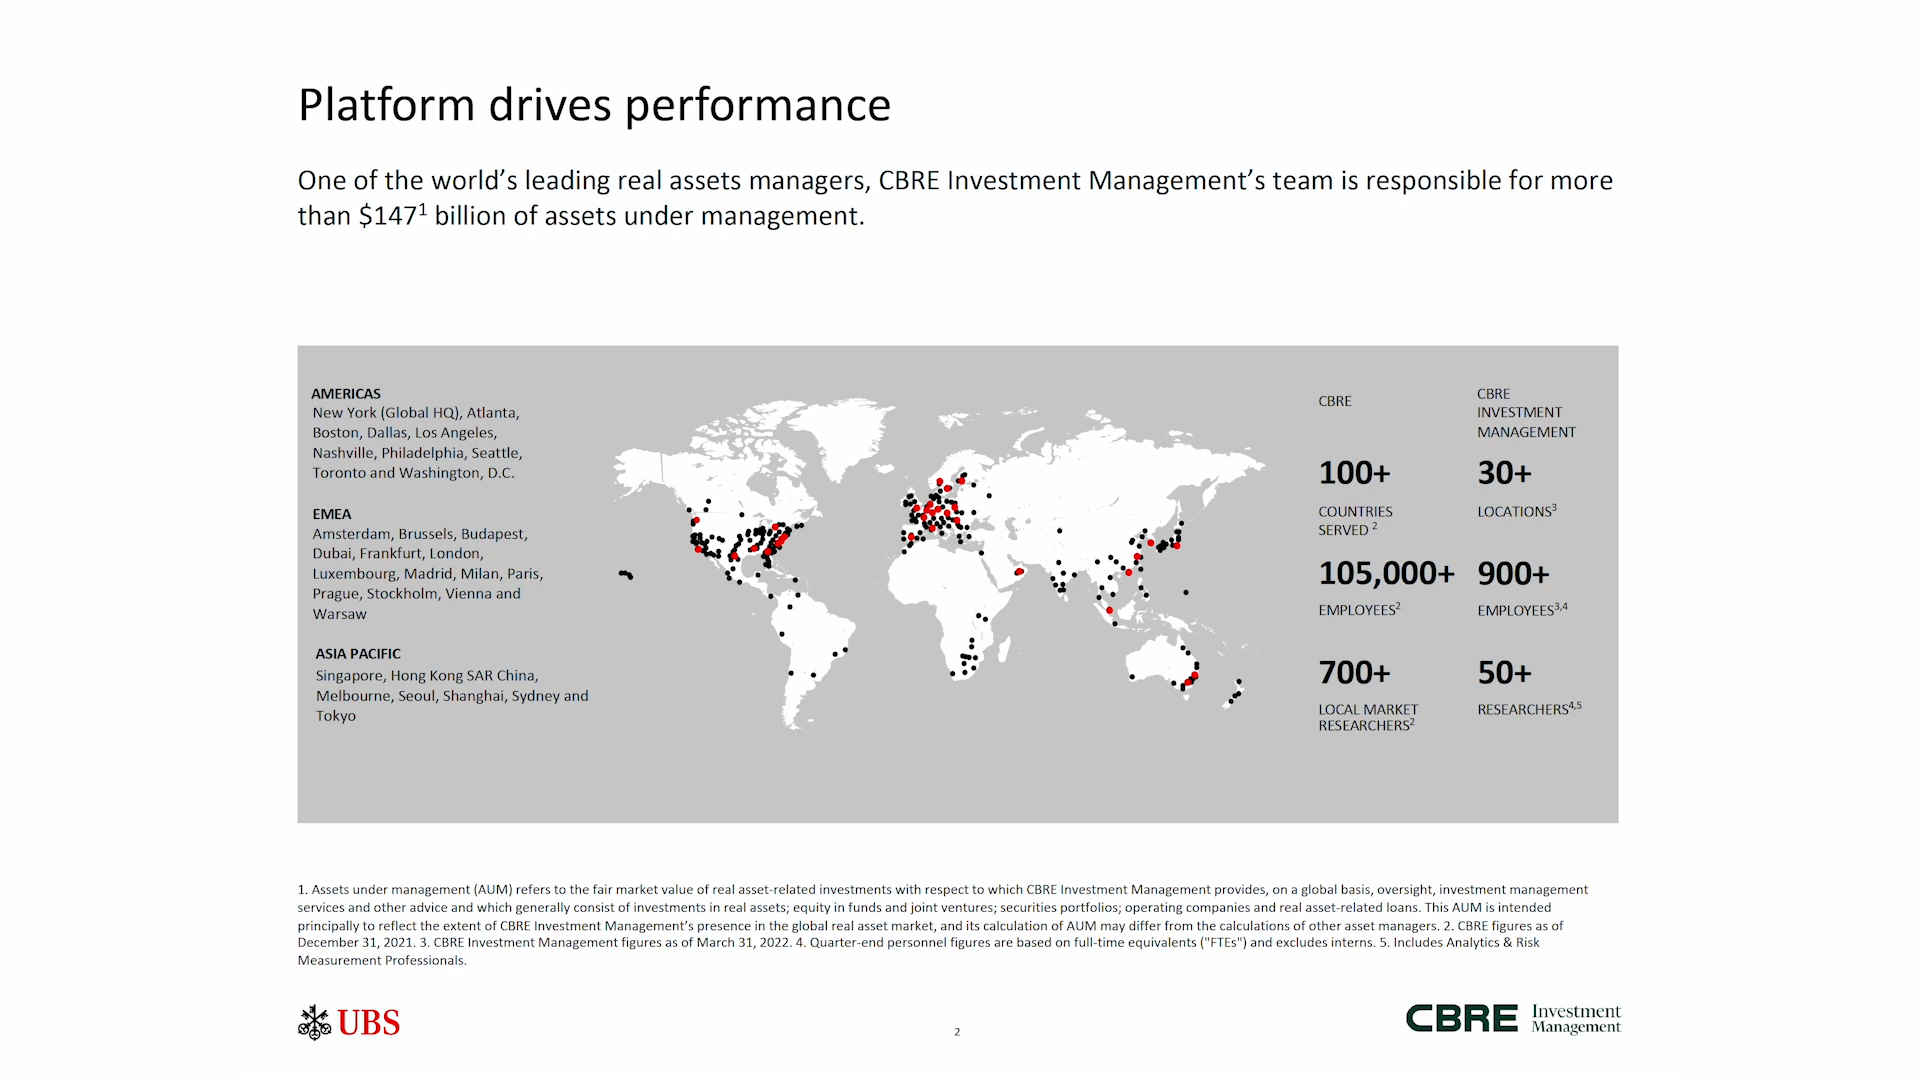 Platform drives performance
One of the world’s leading real assets managers, CBRE Investment Management’s team is responsible for more
than $147¹ billion of assets under management.
AMERICAS
New York (Global HQ), Atlanta,
Boston, Dallas, Los Angeles,
Nashville, Philadelphia, Seattle,
Toronto and Washington, D.C.
EMEA
Amsterdam, Brussels, Budapest,
Dubai, Frankfurt, London,
Luxembourg, Madrid, Milan, Paris,
Prague, Stockholm, Vienna and
Warsaw
ASIA PACIFIC
Singapore, Hong Kong SAR China,
Melbourne, Seoul, Shanghai, Sydney and
Tokyo
CBRE
100+
COUNTRIES
SERVED ²
105,000+
EMPLOYEES²
700+
LOCAL MARKET
RESEARCHERS²
CBRE
INVESTMENT
MANAGEMENT
30+
LOCATIONS³
900+
EMPLOYEES³,⁴
50+
RESEARCHERS⁴,⁵
1. Assets under management (AUM) refers to the fair market value of real asset-related investments with respect to which CBRE Investment Management provides, on a global basis, oversight, investment management
services and other advice and which generally consist of investments in real assets; equity in funds and joint ventures; securities portfolios; operating companies and real asset-related loans. This AUM is intended
principally to reflect the extent of CBRE Investment Management’s presence in the global real asset market, and its calculation of AUM may differ from the calculations of other asset managers. 2. CBRE figures as of
December 31, 2021. 3. CBRE Investment Management figures as of March 31, 2022. 4. Quarter-end personnel figures are based on full-time equivalents ("FTEs") and excludes interns. 5. Includes Analytics & Risk
Measurement Professionals.
UBS
2
CBRE Investment
Management